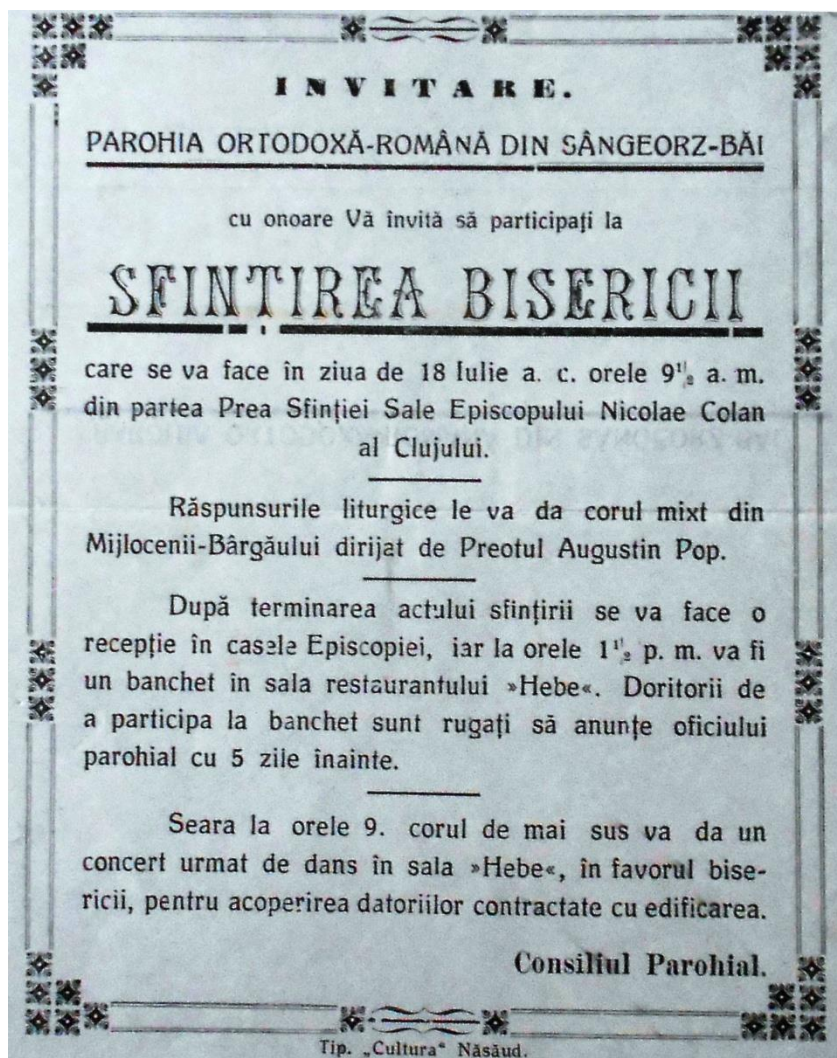 INVITARE.
PAROHIA ORTODOXĂ-ROMÂNĂ DIN SÂNGEORZ-BĂI
cu onoare Vă învită să participați la
SFINȚIREA BISERICII
care se va face în ziua de 18 Iulie a. c. orele 9 1/2 a. m.
din partea Prea Sfinției Sale Episcopului Nicolae Colan
al Clujului.
Răspunsurile liturgice le va da corul mixt din
Mijlocenii-Bârgăului dirijat de Preotul Augustin Pop.
După terminarea actului sfințirii se va face o
recepție în casele Episcopiei, iar la orele 1 1/2 p. m. va fi
un banchet în sala restaurantului »Hebe«. Doritorii de
a participa la banchet sunt rugați să anunțe oficiului
parohial cu 5 zile înainte.
Seara la orele 9. corul de mai sus va da un
concert urmat de dans în sala »Hebe«, în favorul bise-
ricii, pentru acoperirea datoriilor contractate cu edificarea.
Consiliul Parohial.
Tip. „Cultura“ Năsăud.